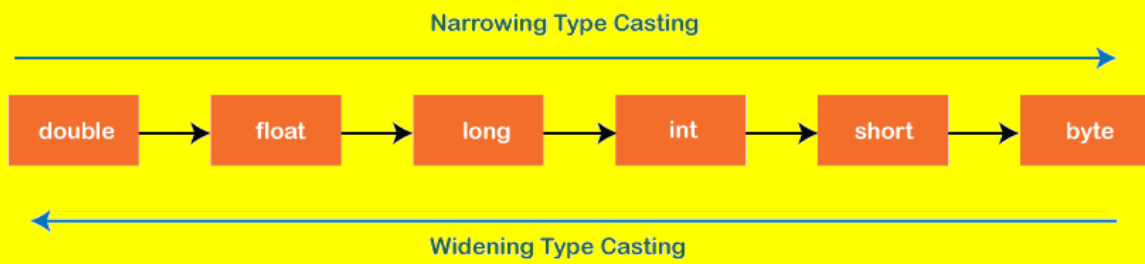 Narrowing Type Casting
double float long int short byte
Widening Type Casting